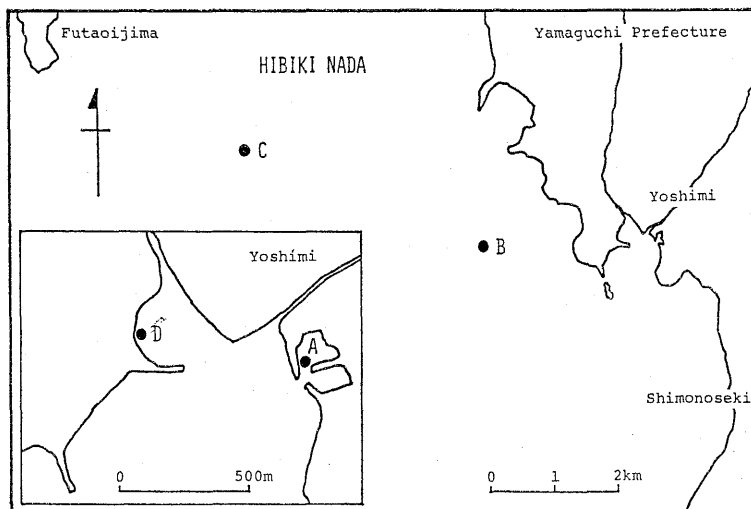 Futaoijima
Yamaguchi Prefecture
HIBIKI NADA
C
Yoshimi
B
Yoshimi
D
A
Shimonoseki
0 500m
0 1 2km